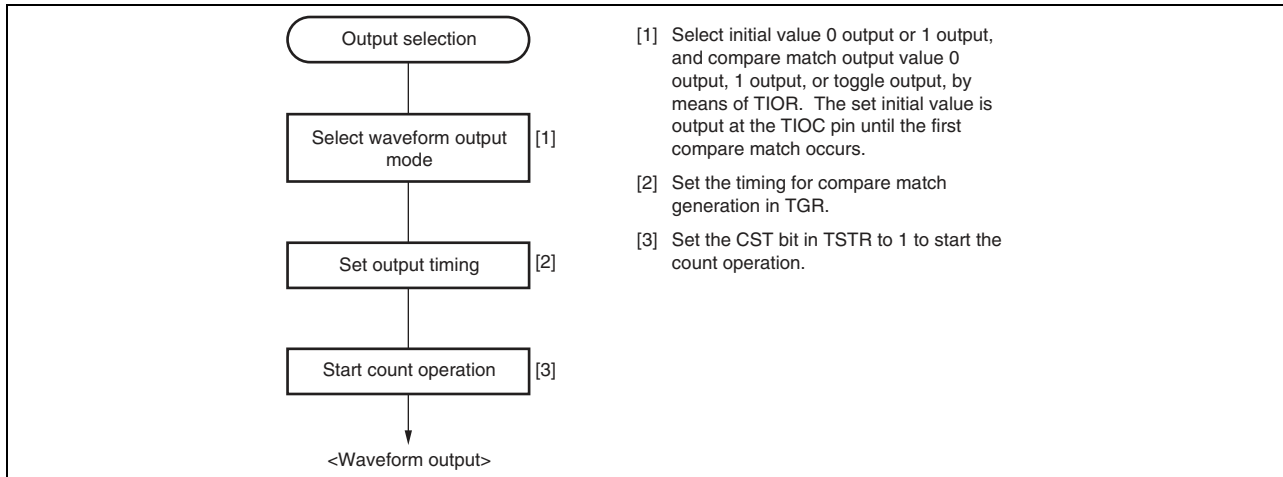 Output selection
Select waveform output
mode
[1]
Set output timing
[2]
Start count operation
[3]
<Waveform output>
[1] Select initial value 0 output or 1 output,
and compare match output value 0
output, 1 output, or toggle output, by
means of TIOR. The set initial value is
output at the TIOC pin until the first
compare match occurs.
[2] Set the timing for compare match
generation in TGR.
[3] Set the CST bit in TSTR to 1 to start the
count operation.